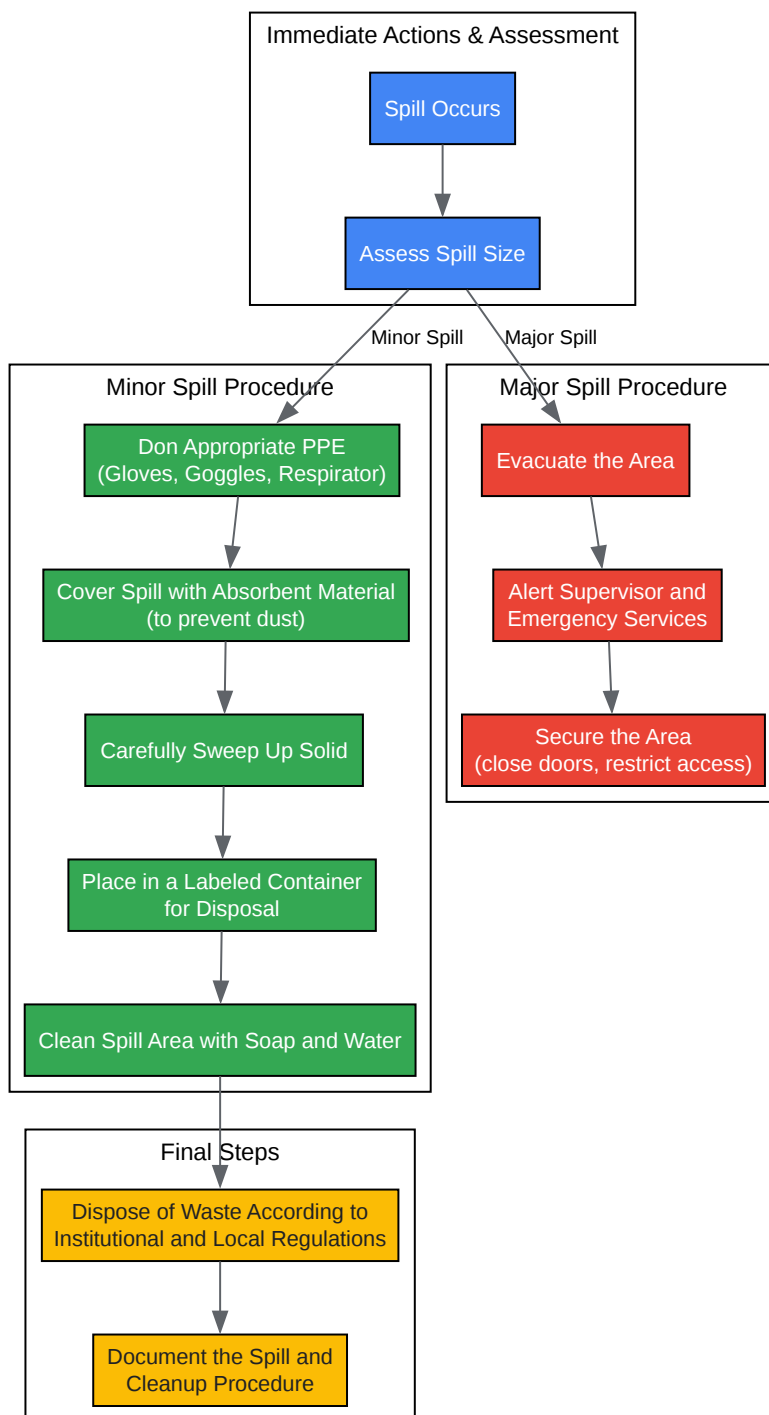 Immediate Actions & Assessment
Spill Occurs
Assess Spill Size
Minor Spill
Major Spill
Minor Spill Procedure
Don Appropriate PPE
(Gloves, Goggles, Respirator)
Cover Spill with Absorbent Material
(to prevent dust)
Carefully Sweep Up Solid
Place in a Labeled Container
for Disposal
Clean Spill Area with Soap and Water
Major Spill Procedure
Evacuate the Area
Alert Supervisor and
Emergency Services
Secure the Area
(close doors, restrict access)
Final Steps
Dispose of Waste According to
Institutional and Local Regulations
Document the Spill and
Cleanup Procedure